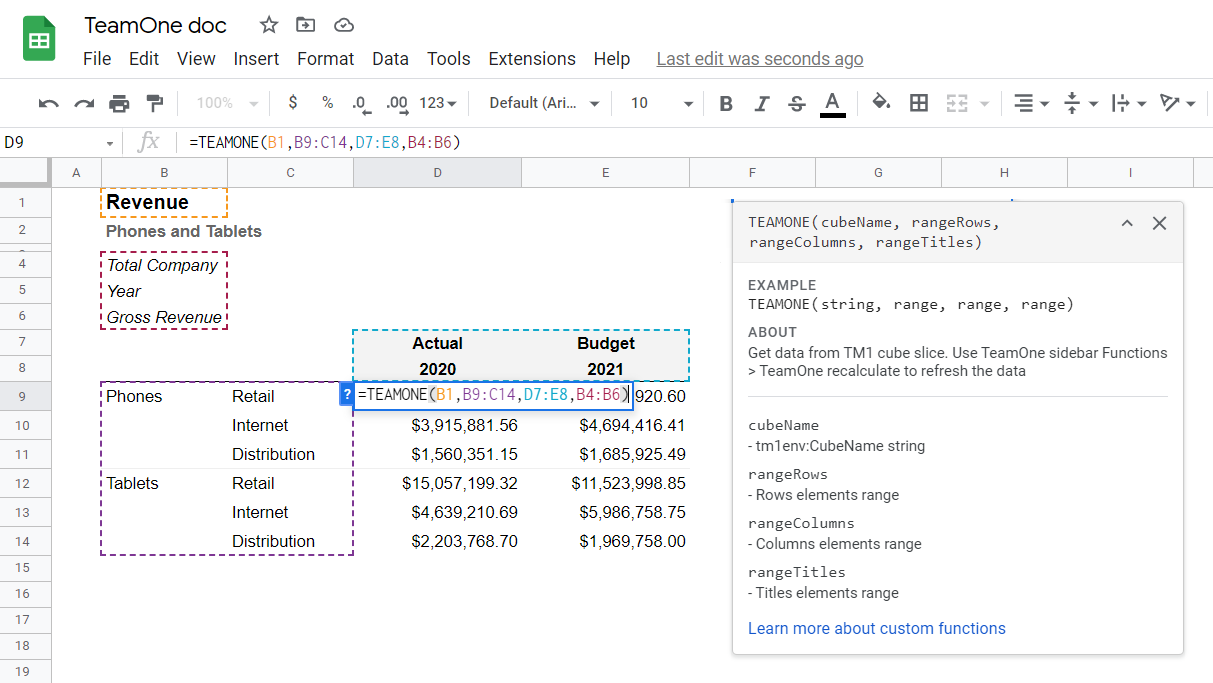 TeamOne doc
File Edit View Insert Format Data Tools Extensions Help Last edit was seconds ago
100% $ % .0 .00 123 Default (Ari... 10 B I S A
D9 fx =TEAMONE(B1,B9:C14,D7:E8,B4:B6)
A B C D E F G H I
1 Revenue
2 Phones and Tablets
4 Total Company
5 Year
6 Gross Revenue
7 Actual Budget
8 2020 2021
9 Phones Retail ? =TEAMONE(B1,B9:C14,D7:E8,B4:B6) 920.60
10 Internet $3,915,881.56 $4,694,416.41
11 Distribution $1,560,351.15 $1,685,925.49
12 Tablets Retail $15,057,199.32 $11,523,998.85
13 Internet $4,639,210.69 $5,986,758.75
14 Distribution $2,203,768.70 $1,969,758.00
15
16
17
18
19
TEAMONE(cubeName, rangeRows,
rangeColumns, rangeTitles)
EXAMPLE
TEAMONE(string, range, range, range)
ABOUT
Get data from TM1 cube slice. Use TeamOne sidebar Functions
> TeamOne recalculate to refresh the data
cubeName
- tm1env:CubeName string
rangeRows
- Rows elements range
rangeColumns
- Columns elements range
rangeTitles
- Titles elements range
Learn more about custom functions